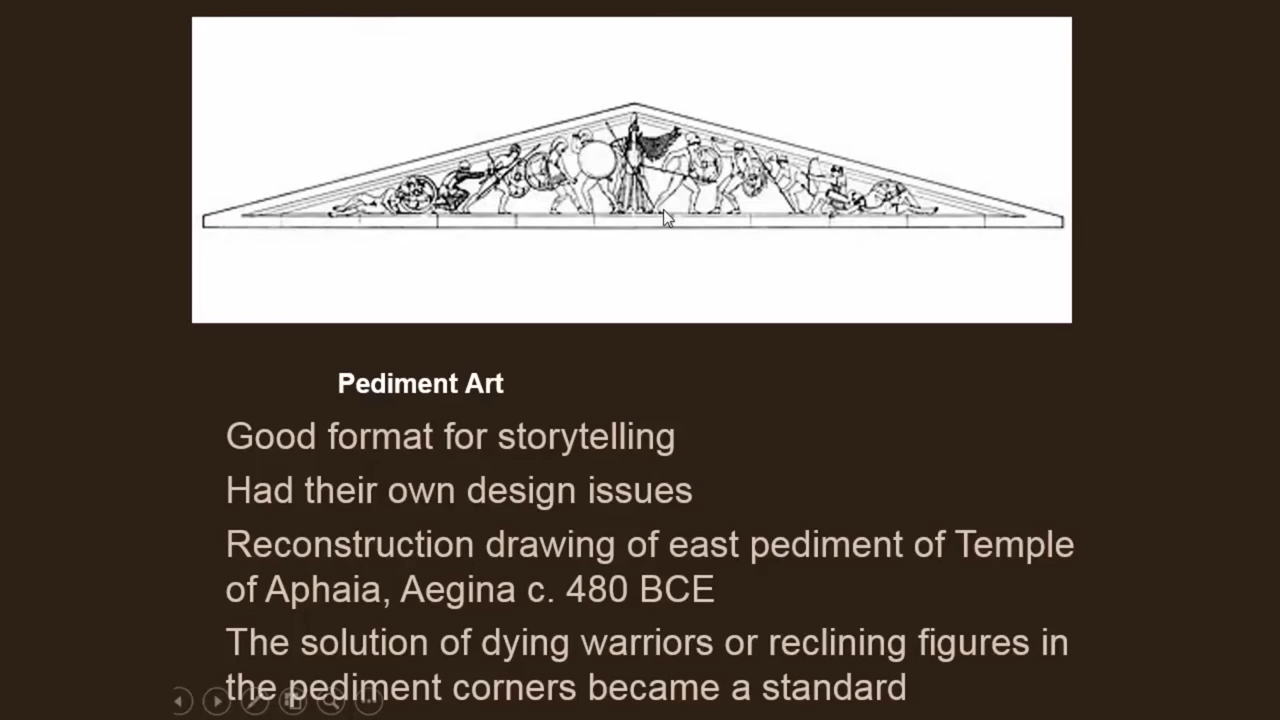 Pediment Art
Good format for storytelling
Had their own design issues
Reconstruction drawing of east pediment of Temple
of Aphaia, Aegina c. 480 BCE
The solution of dying warriors or reclining figures in
the pediment corners became a standard